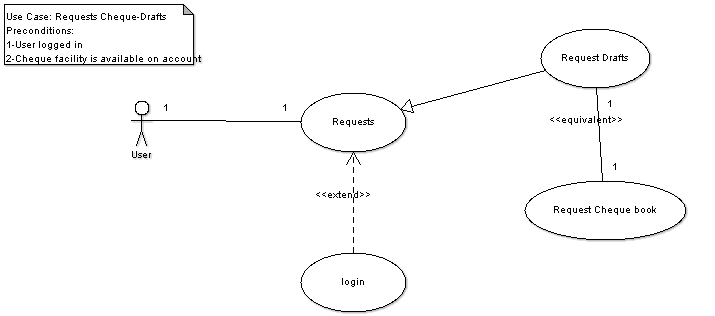 Use Case: Requests Cheque-Drafts
Preconditions:
1-User logged in
2-Cheque facility is available on account
Request Drafts
1
1
1
<<equivalent>>
Requests
User
1
<<extend>>
Request Cheque book
login